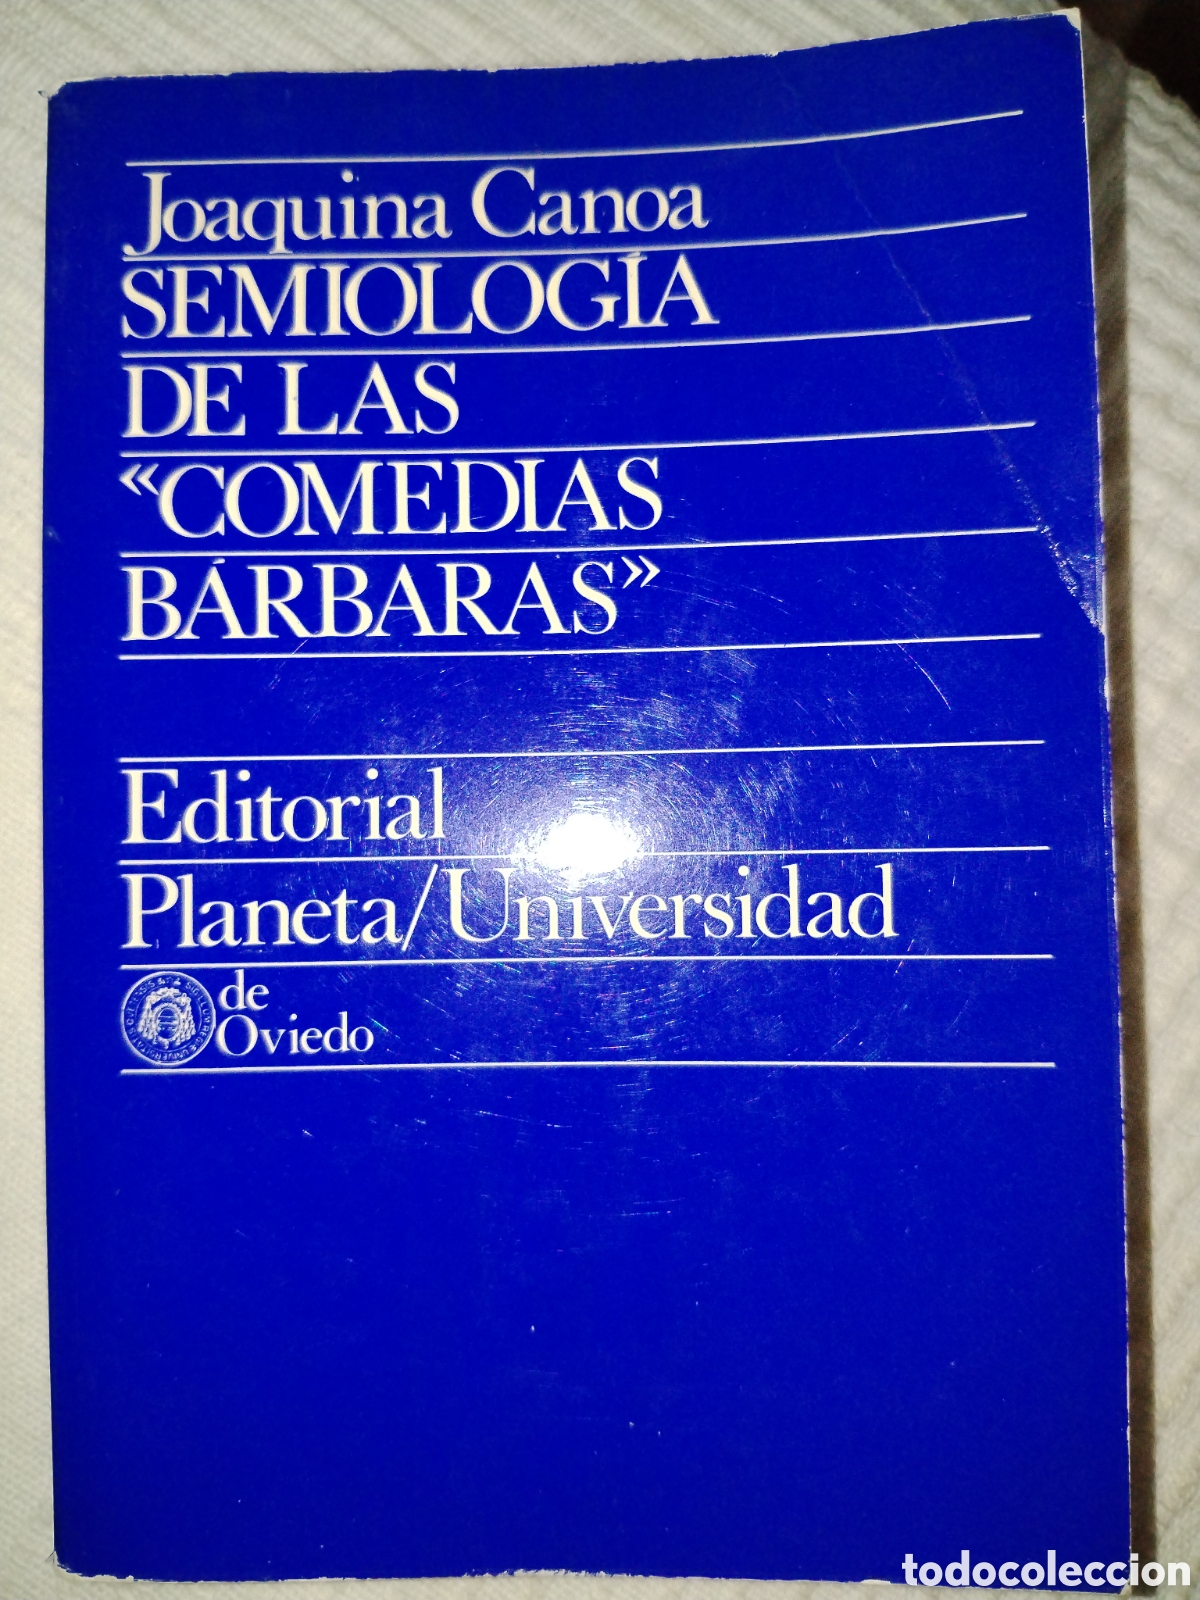 Joaquina Canoa
SEMIOLOGÍA
DE LAS
«COMEDIAS
BÁRBARAS»
Editorial
Planeta/Universidad
de
Oviedo
todocoleccion